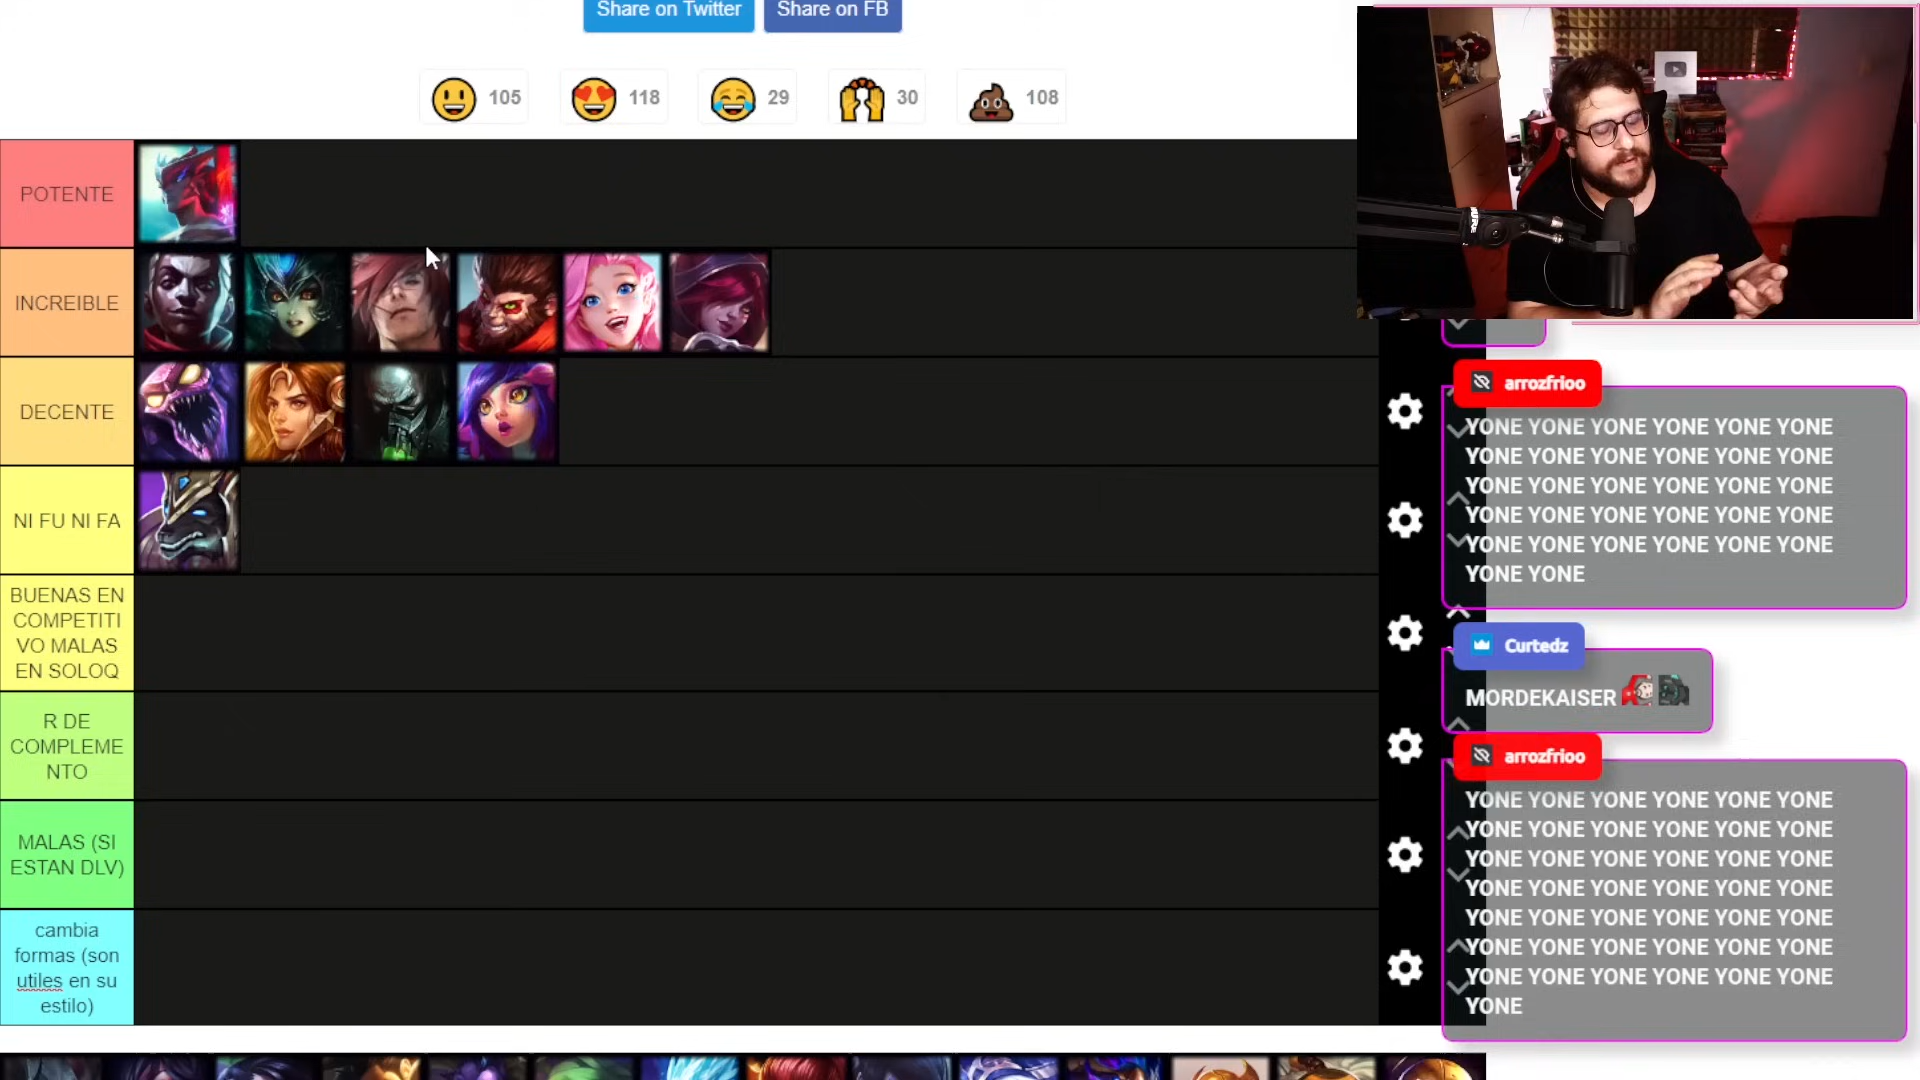 Share on Twitter
Share on FB
105
118
29
30
108
POTENTE
INCREIBLE
DECENTE
NI FU NI FA
BUENAS EN
COMPETITI
VO MALAS
EN SOLOQ
R DE
COMPLEME
NTO
MALAS (SI
ESTAN DLV)
cambia
formas (son
utiles en su
estilo)
SHURE
arrozfrioo
YONE YONE YONE YONE YONE YONE
YONE YONE YONE YONE YONE YONE
YONE YONE YONE YONE YONE YONE
YONE YONE YONE YONE YONE YONE
YONE YONE YONE YONE YONE YONE
YONE YONE
Curtedz
MORDEKAISER
arrozfrioo
YONE YONE YONE YONE YONE YONE
YONE YONE YONE YONE YONE YONE
YONE YONE YONE YONE YONE YONE
YONE YONE YONE YONE YONE YONE
YONE YONE YONE YONE YONE YONE
YONE YONE YONE YONE YONE YONE
YONE YONE YONE YONE YONE YONE
YONE